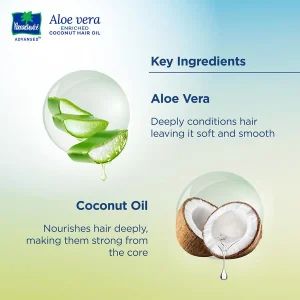 Parachute
ADVANSED
Aloe vera
ENRICHED
COCONUT HAIR OIL
Key Ingredients
Aloe Vera
Deeply conditions hair
leaving it soft and smooth
Coconut Oil
Nourishes hair deeply,
making them strong from
the core